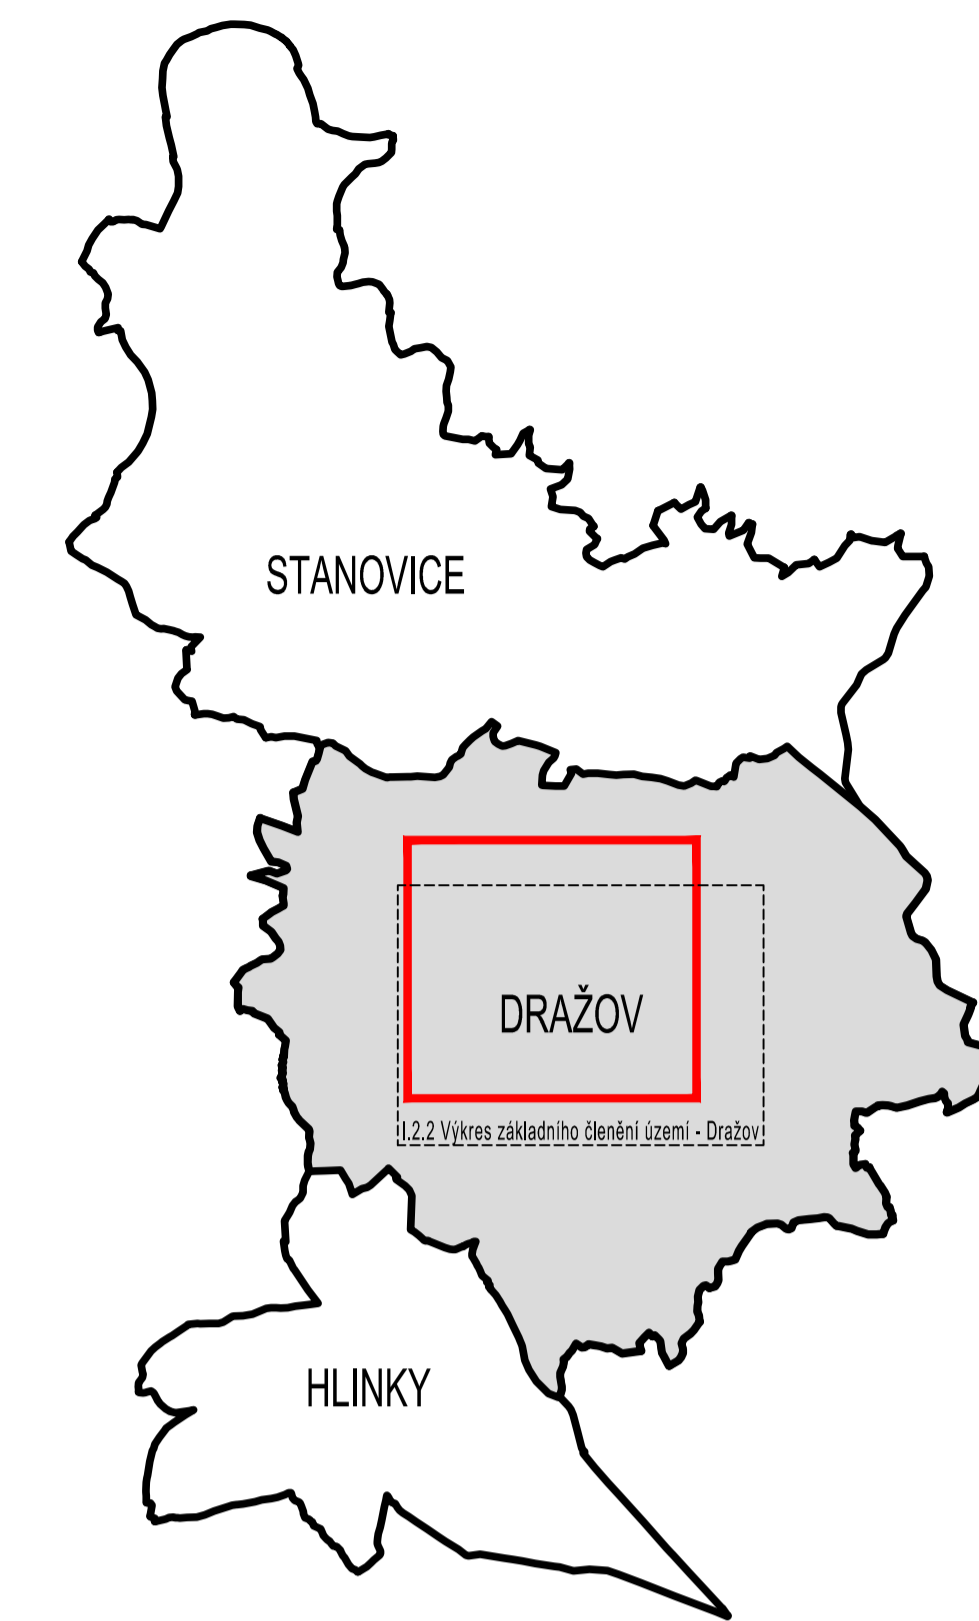 STANOVICE
DRAŽOV
I.2.2 Výkres základního členění území - Dražov
HLINKY